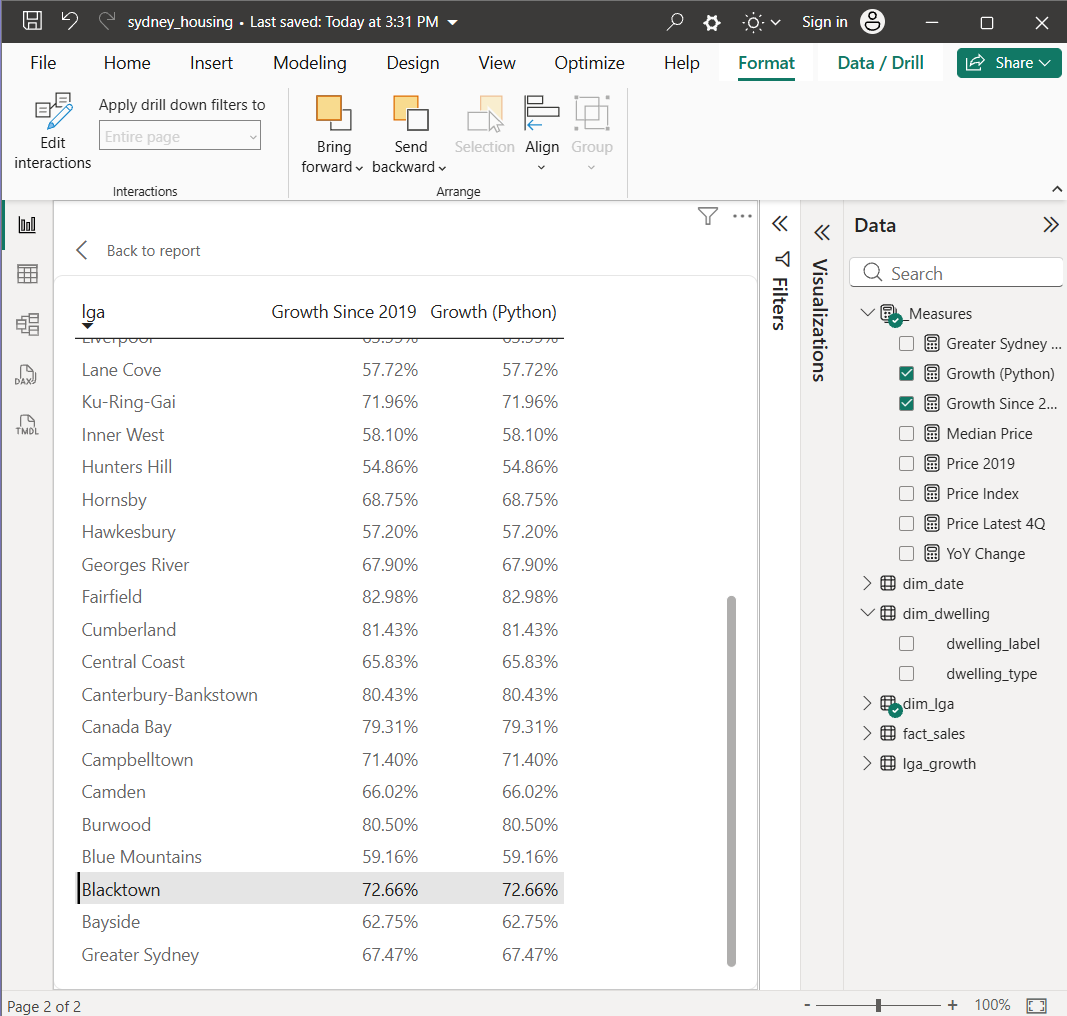 sydney_housing • Last saved: Today at 3:31 PM
Sign in
File Home Insert Modeling Design View Optimize Help Format Data / Drill Share
Edit interactions
Apply drill down filters to
Entire page
Interactions
Bring forward
Send backward
Selection
Align
Group
Arrange
DAX
TMDL
Back to report
lga Growth Since 2019 Growth (Python)
Liverpool 63.99% 63.99%
Lane Cove 57.72% 57.72%
Ku-Ring-Gai 71.96% 71.96%
Inner West 58.10% 58.10%
Hunters Hill 54.86% 54.86%
Hornsby 68.75% 68.75%
Hawkesbury 57.20% 57.20%
Georges River 67.90% 67.90%
Fairfield 82.98% 82.98%
Cumberland 81.43% 81.43%
Central Coast 65.83% 65.83%
Canterbury-Bankstown 80.43% 80.43%
Canada Bay 79.31% 79.31%
Campbelltown 71.40% 71.40%
Camden 66.02% 66.02%
Burwood 80.50% 80.50%
Blue Mountains 59.16% 59.16%
Blacktown 72.66% 72.66%
Bayside 62.75% 62.75%
Greater Sydney 67.47% 67.47%
Filters
Visualizations
Data
Search
_Measures
Greater Sydney ...
Growth (Python)
Growth Since 2...
Median Price
Price 2019
Price Index
Price Latest 4Q
YoY Change
dim_date
dim_dwelling
dwelling_label
dwelling_type
dim_lga
fact_sales
lga_growth
Page 2 of 2
- + 100%